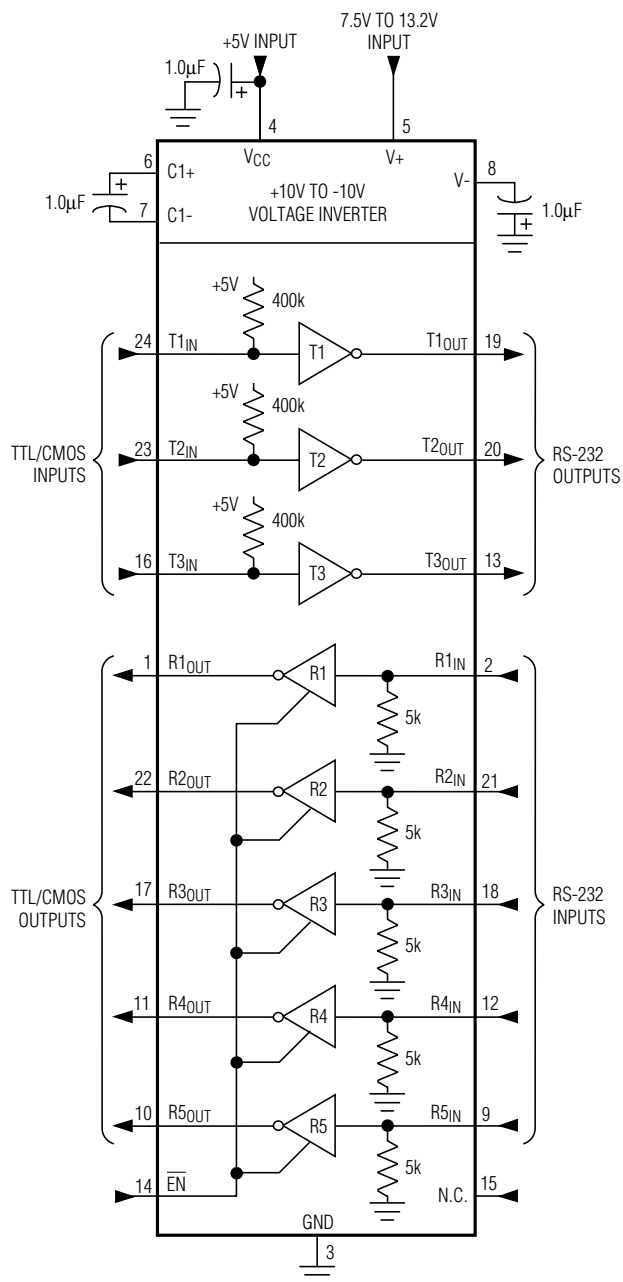 7.5V TO 13.2V
INPUT
+5V INPUT
1.0µF
+
4
5
VCC
V+
6
C1+
+
1.0µF
7
C1-
+10V TO -10V
VOLTAGE INVERTER
V-
8
1.0µF
+
+5V
400k
24
T1IN
T1
T1OUT
19
+5V
400k
TTL/CMOS
INPUTS
23
T2IN
T2
T2OUT
20
RS-232
OUTPUTS
+5V
400k
16
T3IN
T3
T3OUT
13
1
R1OUT
R1
R1IN
2
5k
22
R2OUT
R2
R2IN
21
5k
TTL/CMOS
OUTPUTS
17
R3OUT
R3
R3IN
18
RS-232
INPUTS
5k
11
R4OUT
R4
R4IN
12
5k
10
R5OUT
R5
R5IN
9
5k
14
EN
N.C.
15
GND
3